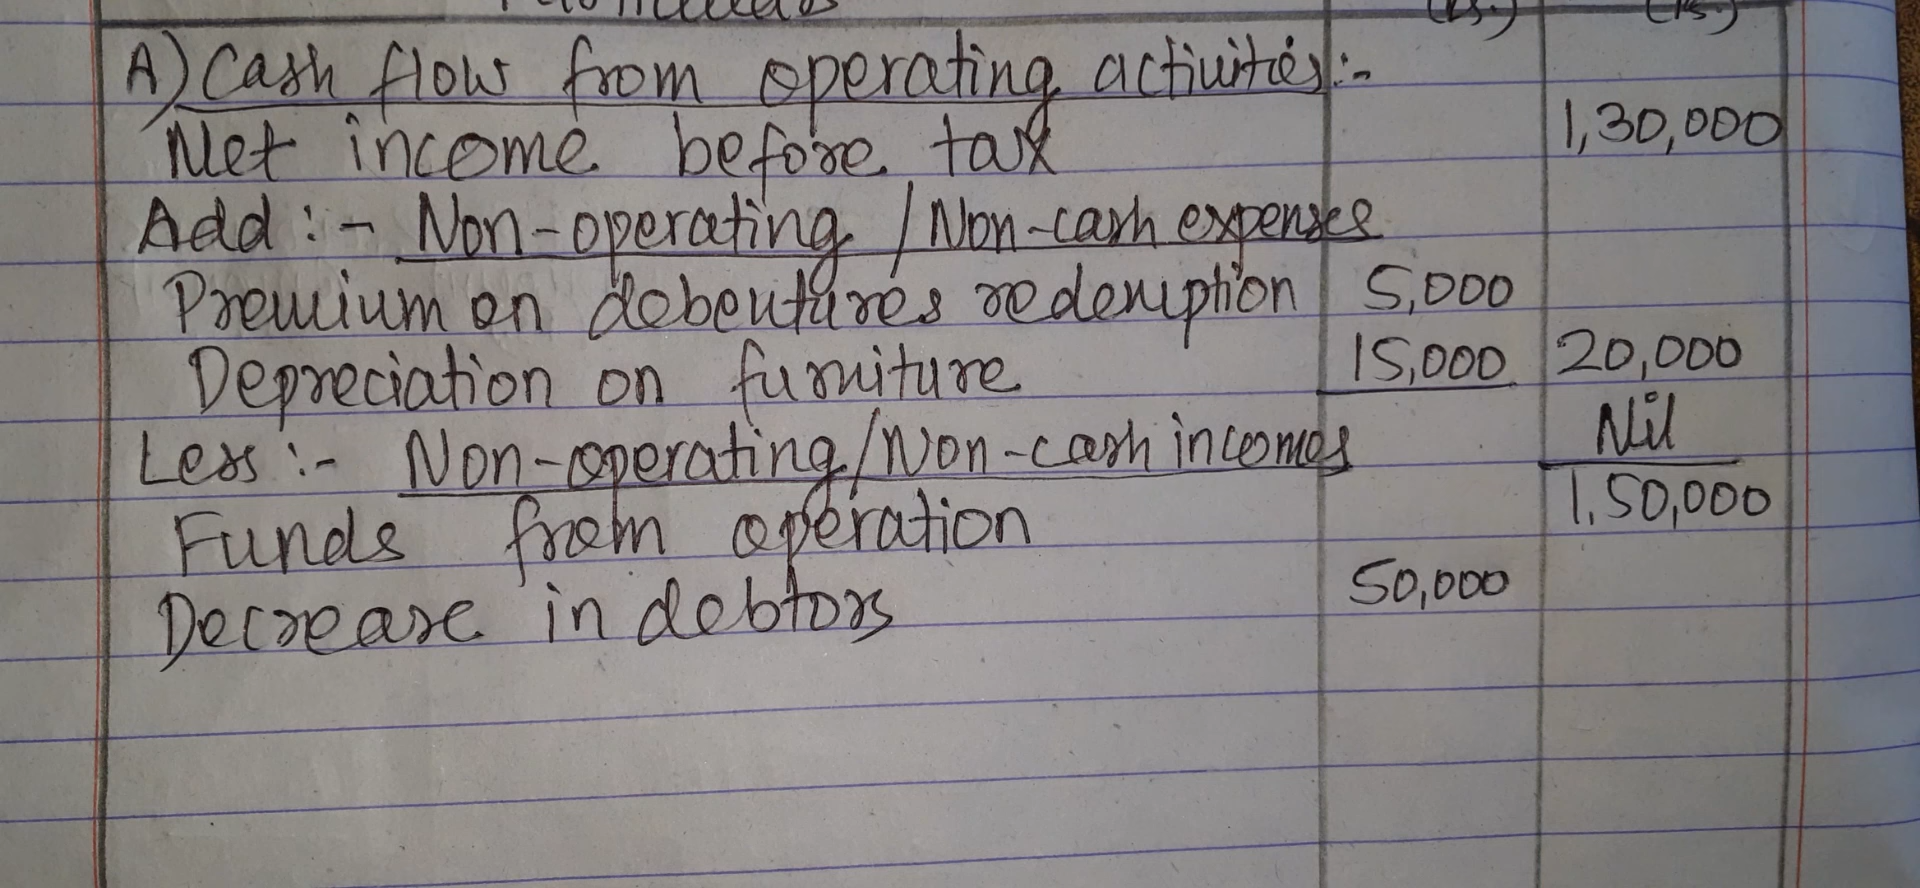 (Rs.) (Rs.)
A) Cash flow from operating activities:-
Net income before tax 1,30,000
Add :- Non-operating / Non-cash expenses
Premium on debentures redemption 5,000
Depreciation on furniture 15,000 20,000
Less :- Non-operating/Non-cash incomes Nil
Funds from operation 1,50,000
Decrease in debtors 50,000